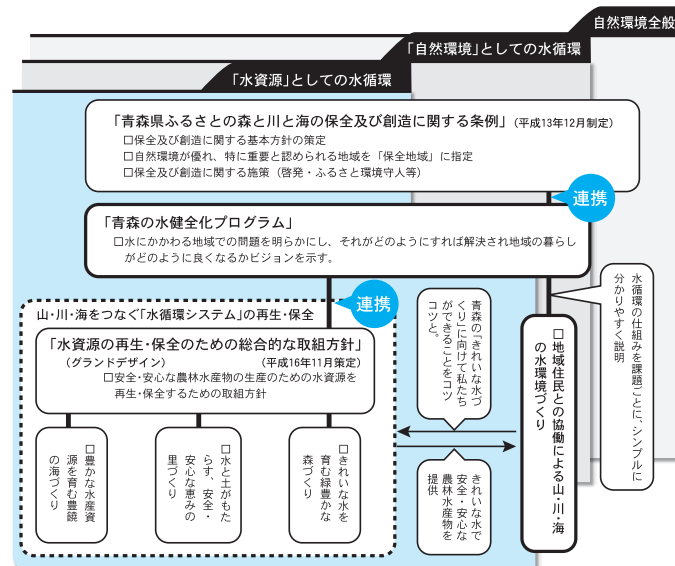 自然環境全般
「自然環境」としての水循環
「水資源」としての水循環
「青森県ふるさとの森と川と海の保全及び創造に関する条例」(平成13年12月制定)
□保全及び創造に関する基本方針の策定
□自然環境が優れ、特に重要と認められる地域を「保全地域」に指定
□保全及び創造に関する施策(啓発・ふるさと環境守人等)
連携
「青森の水健全化プログラム」
□水にかかわる地域での問題を明らかにし、それがどのようにすれば解決され地域の暮らし
がどのように良くなるかビジョンを示す。
連携
山・川・海をつなぐ「水循環システム」の再生・保全
「水資源の再生・保全のための総合的な取組方針」
(グランドデザイン)
(平成16年11月策定)
□安全・安心な農林水産物の生産のための水資源を
再生・保全するための取組方針
□豊かな水産資
源を育む豊饒
の海づくり
□水と土がもた
らす、安全・
安心な恵みの
里づくり
□きれいな水を
育む緑豊かな
森づくり
青森の「きれいな水づ
くり」に向けて私たち
ができることをコツ
コツと。
きれいな水で
安全・安心な
農林水産物を
提供
□地域住民との協働による山・川・海
の水環境づくり
水循環の仕組みを課題ごとに、シンプルに
分かりやすく説明